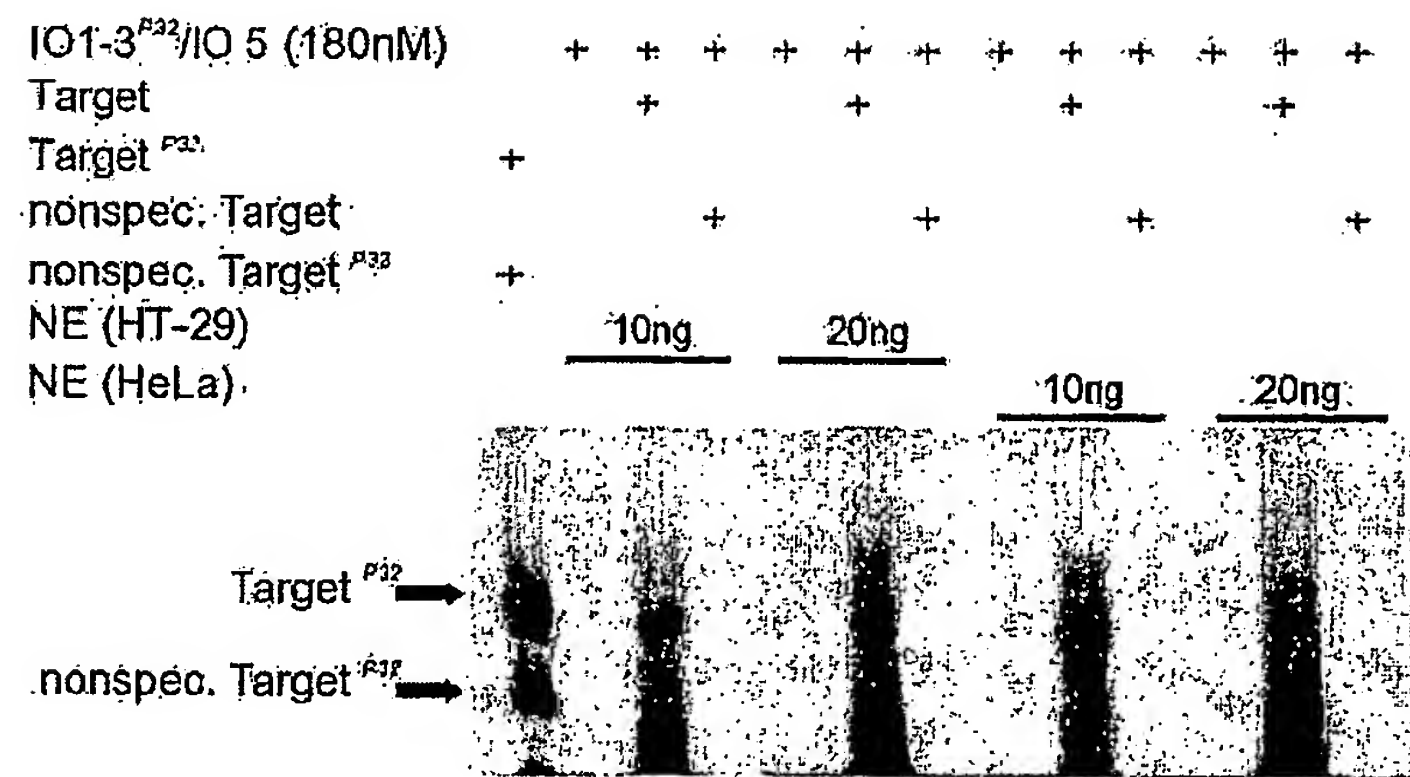 IO1-3P32/IO 5 (180nM) + + + + + + + + + + + +
Target + + + +
Target P32 +
nonspec. Target + + + +
nonspec. Target P33 +
NE (HT-29) 10ng 20ng
NE (HeLa) 10ng 20ng
Target P32
nonspec. Target P32